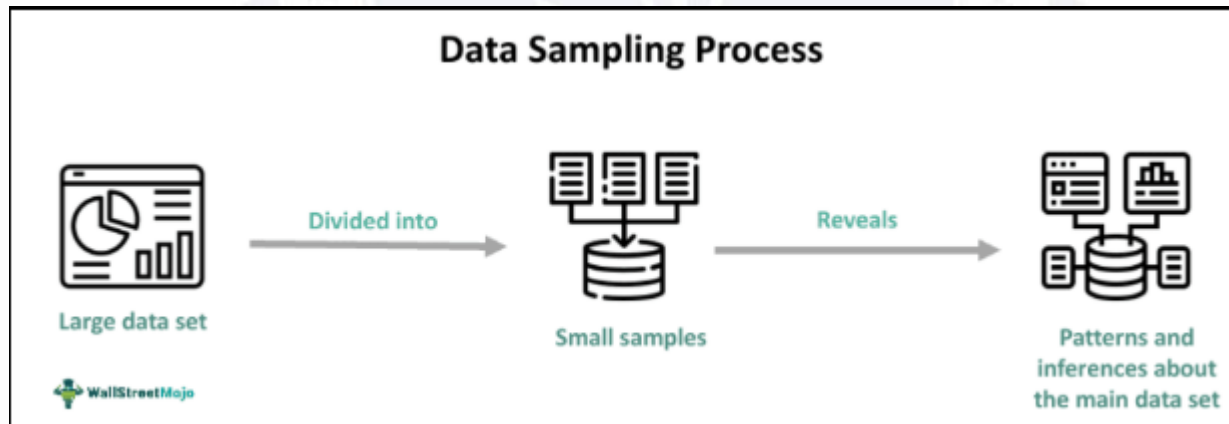 Data Sampling Process
Divided into
Reveals
Large data set
Small samples
Patterns and
inferences about
the main data set
WallStreetMojo